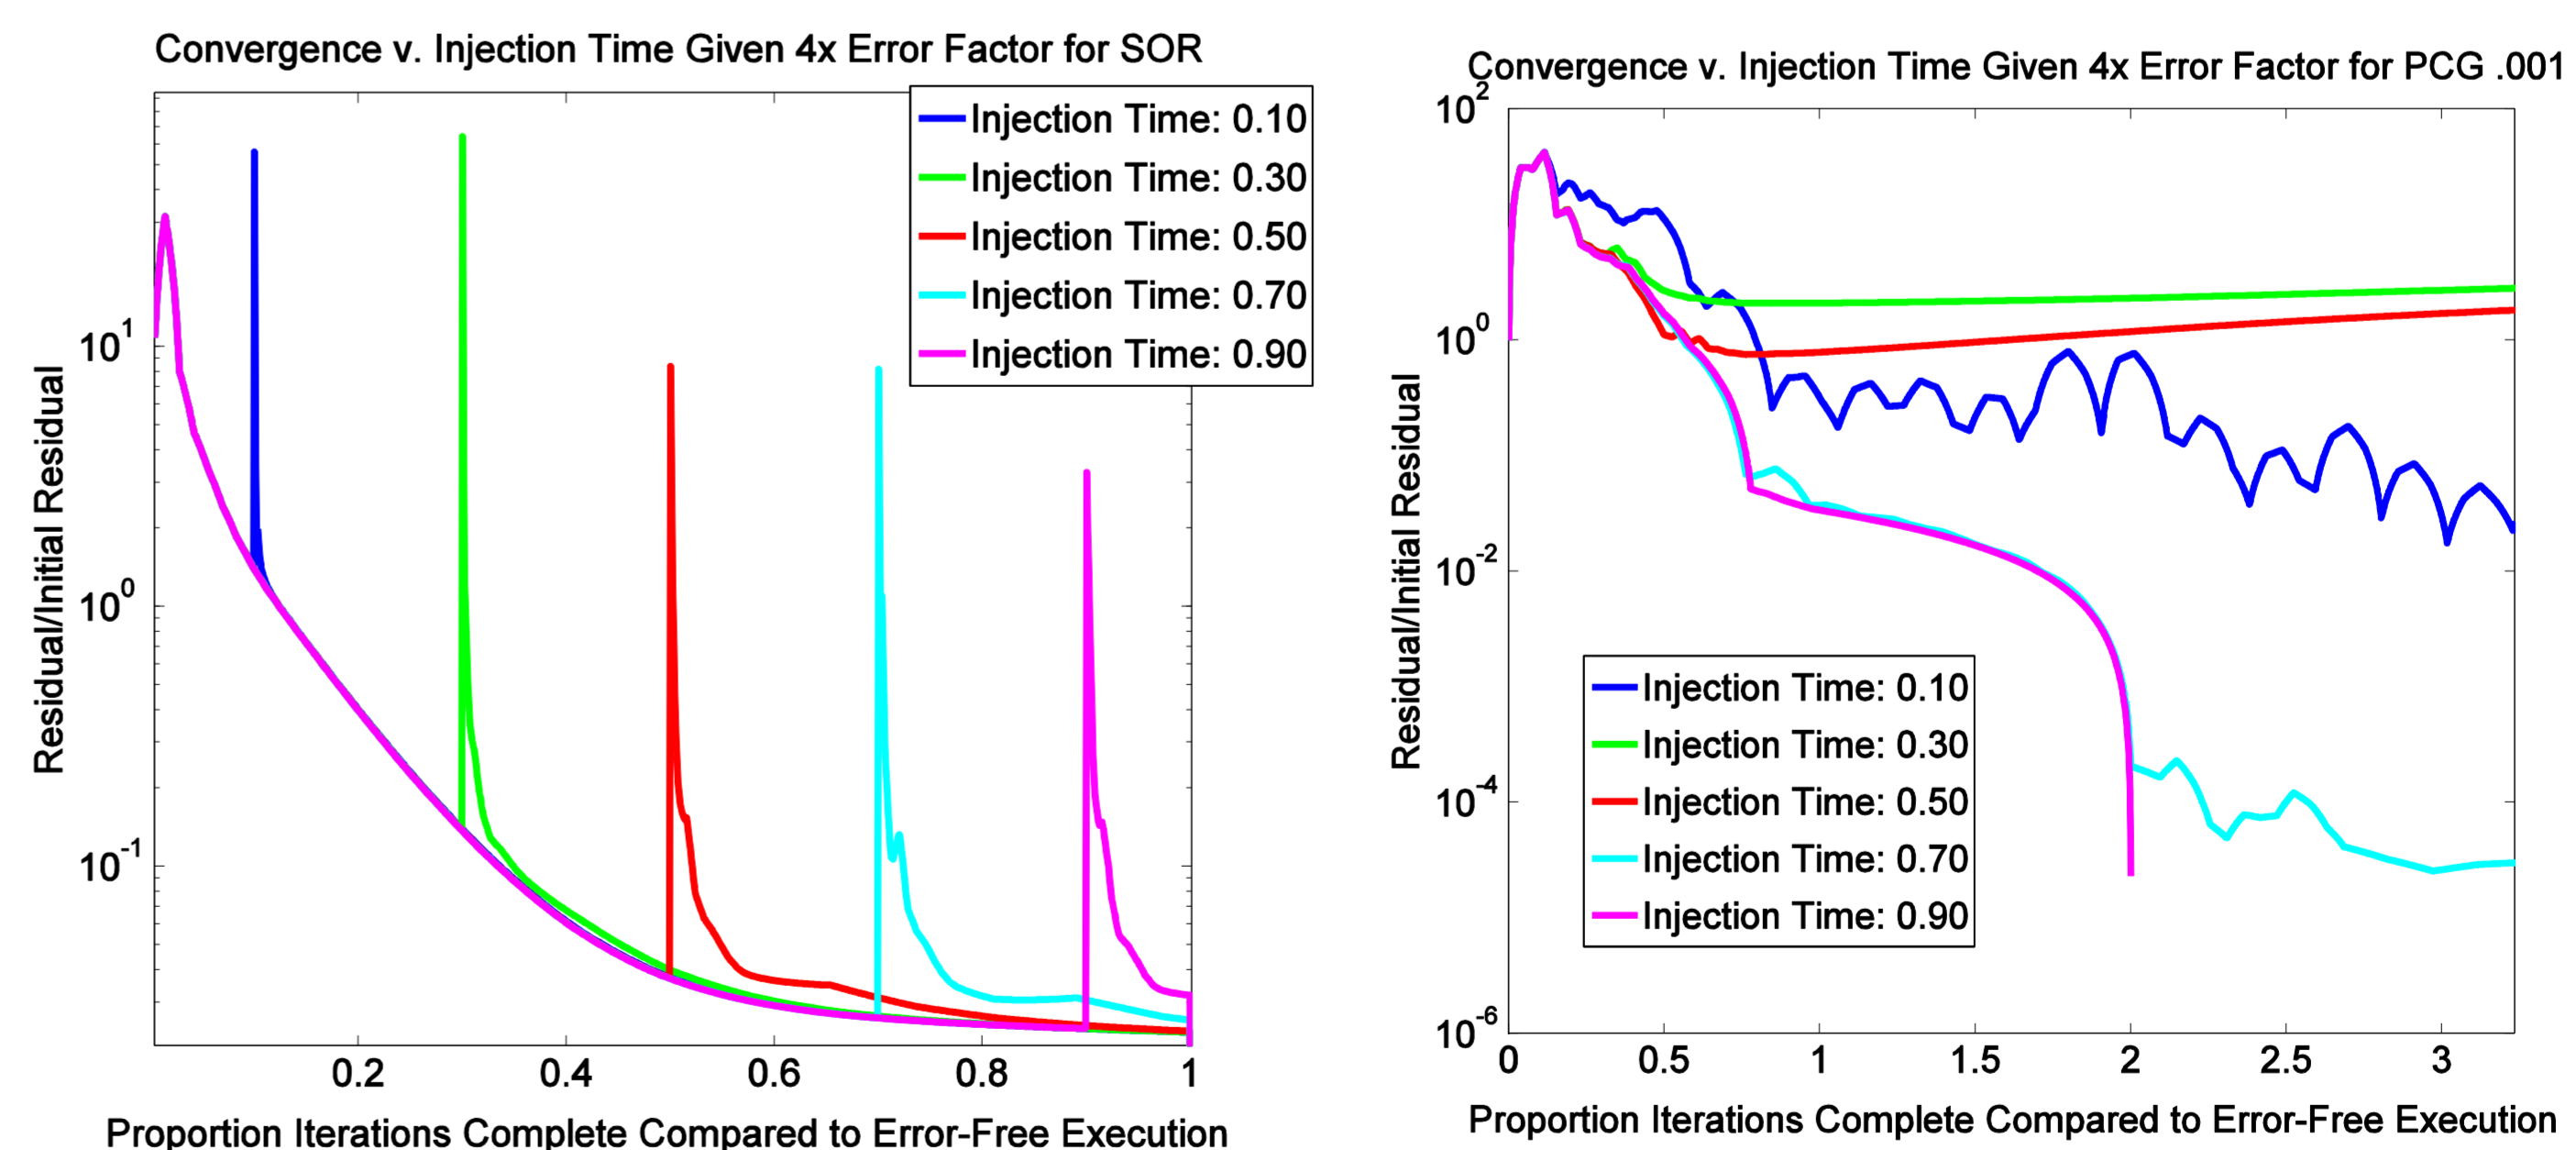 Convergence v. Injection Time Given 4x Error Factor for SOR
Injection Time: 0.10
Injection Time: 0.30
Injection Time: 0.50
Injection Time: 0.70
Injection Time: 0.90
Residual/Initial Residual
10^1
10^0
10^-1
0.2 0.4 0.6 0.8 1
Proportion Iterations Complete Compared to Error-Free Execution
Convergence v. Injection Time Given 4x Error Factor for PCG .001
Residual/Initial Residual
10^2
10^0
10^-2
10^-4
10^-6
Injection Time: 0.10
Injection Time: 0.30
Injection Time: 0.50
Injection Time: 0.70
Injection Time: 0.90
0 0.5 1 1.5 2 2.5 3
Proportion Iterations Complete Compared to Error-Free Execution